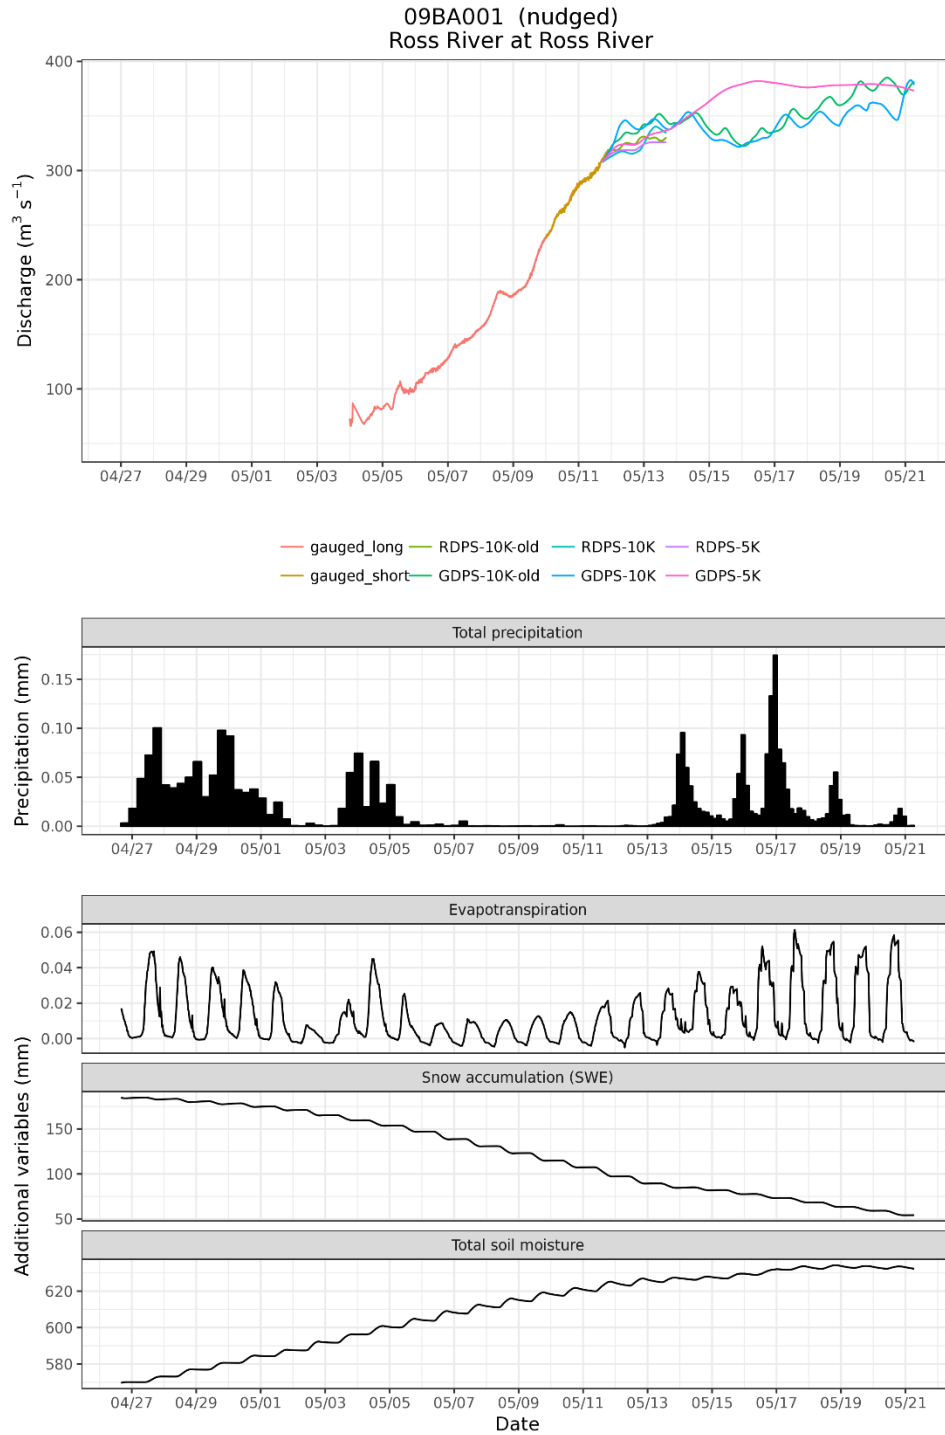 09BA001 (nudged)
Ross River at Ross River
Discharge (m³ s⁻¹)
400
300
200
100
04/27 04/29 05/01 05/03 05/05 05/07 05/09 05/11 05/13 05/15 05/17 05/19 05/21
gauged_long RDPS-10K-old RDPS-10K RDPS-5K
gauged_short GDPS-10K-old GDPS-10K GDPS-5K
Total precipitation
Precipitation (mm)
0.15
0.10
0.05
0.00
04/27 04/29 05/01 05/03 05/05 05/07 05/09 05/11 05/13 05/15 05/17 05/19 05/21
Additional variables (mm)
Evapotranspiration
0.06
0.04
0.02
0.00
Snow accumulation (SWE)
150
100
50
Total soil moisture
620
600
580
04/27 04/29 05/01 05/03 05/05 05/07 05/09 05/11 05/13 05/15 05/17 05/19 05/21
Date